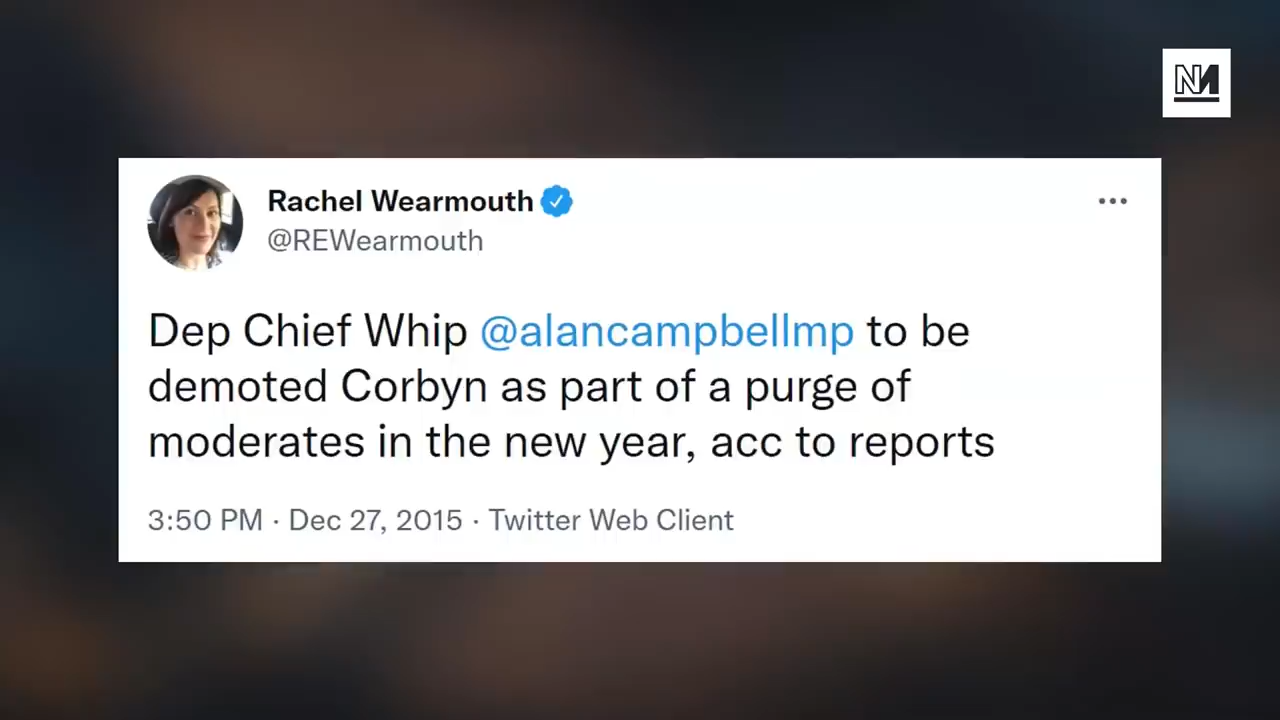 NM
Rachel Wearmouth
@REWearmouth
Dep Chief Whip @alancampbellmp to be
demoted Corbyn as part of a purge of
moderates in the new year, acc to reports
3:50 PM · Dec 27, 2015 · Twitter Web Client